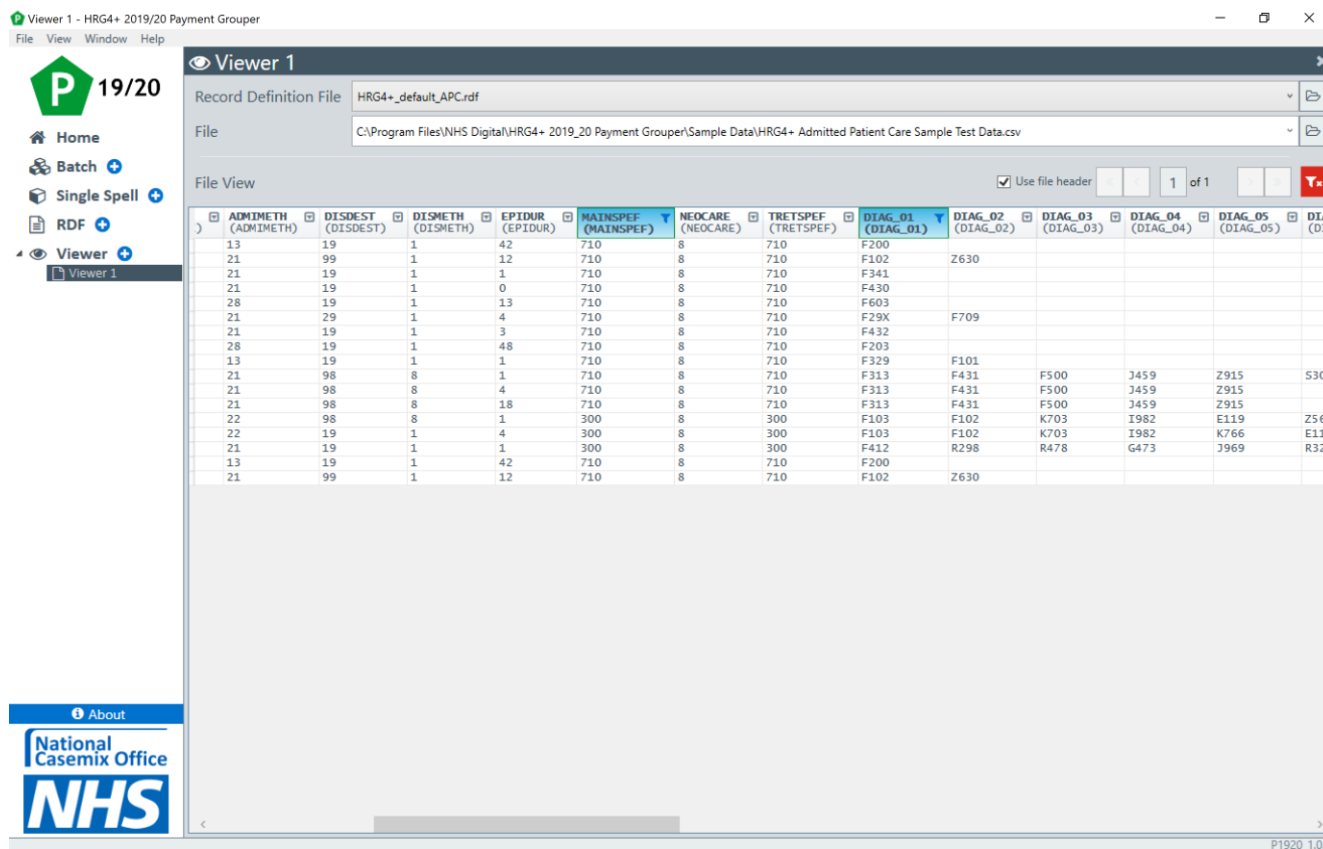 Viewer 1 - HRG4+ 2019/20 Payment Grouper
File View Window Help
P 19/20
Home
Batch
Single Spell
RDF
Viewer
Viewer 1
Viewer 1
Record Definition File HRG4+_default_APC.rdf
File C:\Program Files\NHS Digital\HRG4+ 2019_20 Payment Grouper\Sample Data\HRG4+ Admitted Patient Care Sample Test Data.csv
File View Use file header 1 of 1
ADMIMETH DISDEST DISMETH EPIDUR MAINSPEF NEOCARE TRETSPEF DIAG_01 DIAG_02 DIAG_03 DIAG_04 DIAG_05
) (ADMIMETH) (DISDEST) (DISMETH) (EPIDUR) (MAINSPEF) (NEOCARE) (TRETSPEF) (DIAG_01) (DIAG_02) (DIAG_03) (DIAG_04) (DIAG_05)
13 19 1 42 710 8 710 F200
21 99 1 12 710 8 710 F102 Z630
21 19 1 1 710 8 710 F341
21 19 1 0 710 8 710 F430
28 19 1 13 710 8 710 F603
21 29 1 4 710 8 710 F29X F709
21 19 1 3 710 8 710 F432
28 19 1 48 710 8 710 F203
13 19 1 1 710 8 710 F329 F101
21 98 8 1 710 8 710 F313 F431 F500 J459 Z915 S30
21 98 8 4 710 8 710 F313 F431 F500 J459 Z915
21 98 8 18 710 8 710 F313 F431 F500 J459 Z915
22 98 8 1 300 8 300 F103 F102 K703 I982 E119 Z56
22 19 1 4 300 8 300 F103 F102 K703 I982 K766 E11
21 19 1 1 300 8 300 F412 R298 R478 G473 J969 R32
13 19 1 42 710 8 710 F200
21 99 1 12 710 8 710 F102 Z630
About
National
Casemix Office
NHS
P1920_1.0